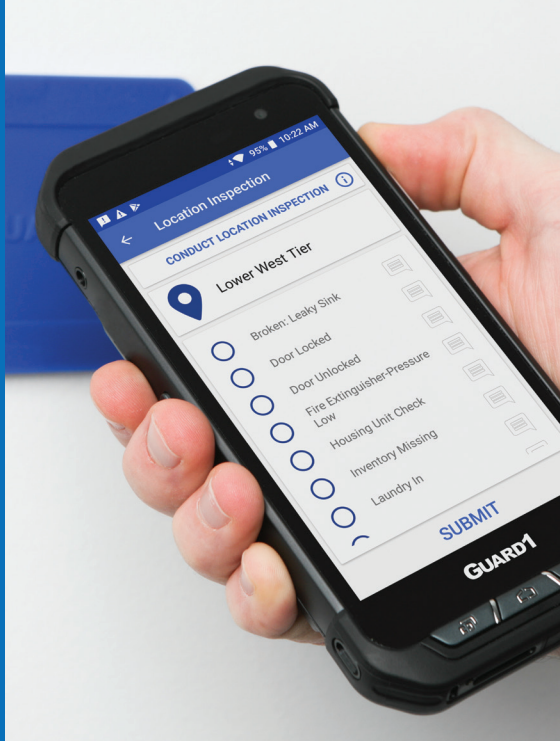 95% 10:22 AM
Location Inspection
CONDUCT LOCATION INSPECTION
Lower West Tier
Broken: Leaky Sink
Door Locked
Door Unlocked
Fire Extinguisher-Pressure
Low
Housing Unit Check
Inventory Missing
Laundry In
SUBMIT
GUARD1